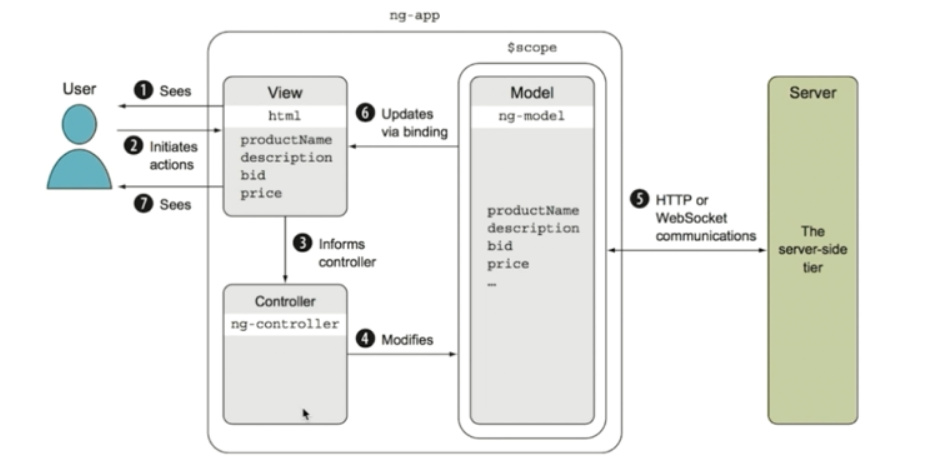 ng-app
$scope
User
1 Sees
2 Initiates
actions
7 Sees
View
html
productName
description
bid
price
3 Informs
controller
Controller
ng-controller
4 Modifies
6 Updates
via binding
Model
ng-model
productName
description
bid
price
…
5 HTTP or
WebSocket
communications
Server
The
server-side
tier